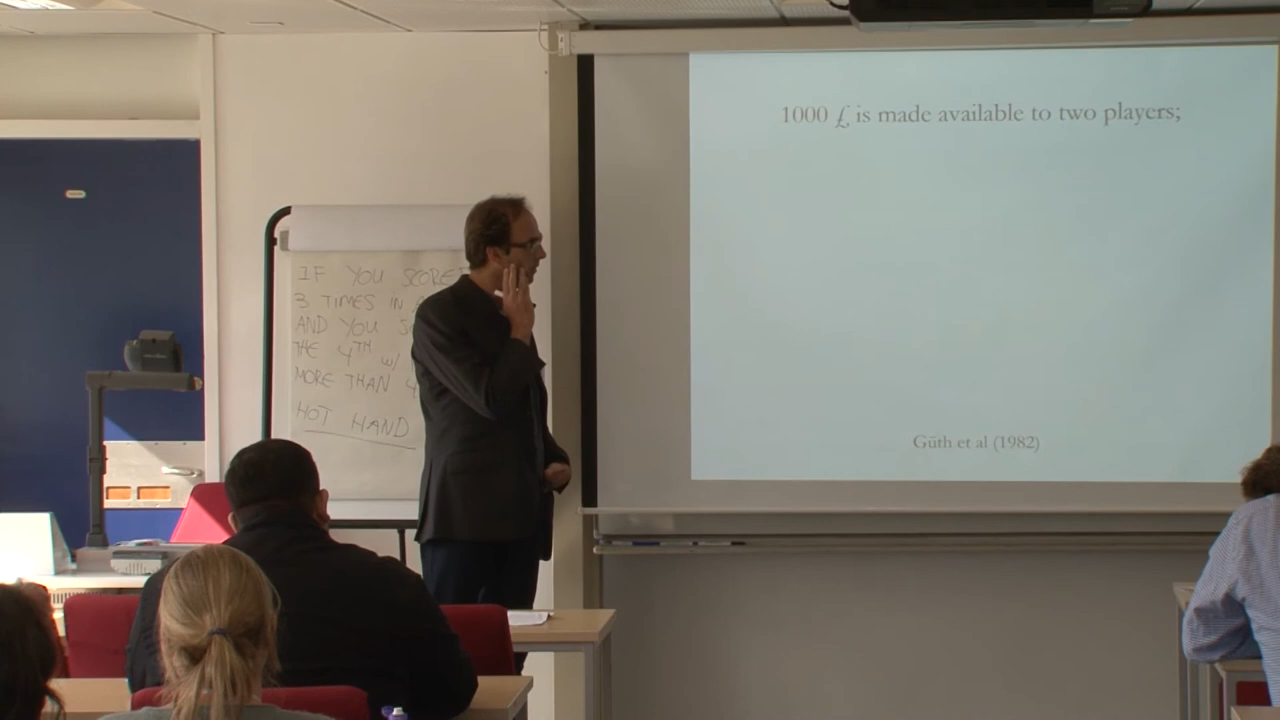 1000 £ is made available to two players;
Güth et al (1982)
IF YOU SCORE
3 TIMES IN
AND YOU
THE 4TH w/
MORE THAN 4
HOT HAND